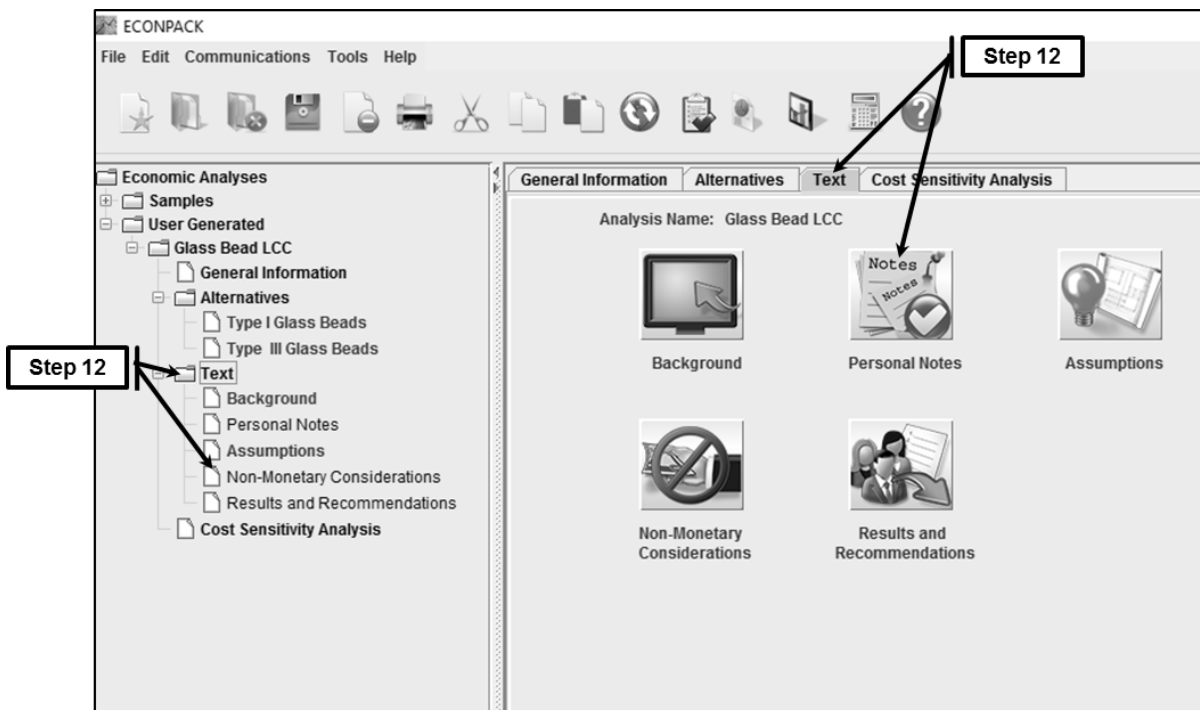 ECONPACK
File Edit Communications Tools Help
Step 12
Economic Analyses
Samples
User Generated
Glass Bead LCC
General Information
Alternatives
Type I Glass Beads
Type III Glass Beads
Step 12
Text
Background
Personal Notes
Assumptions
Non-Monetary Considerations
Results and Recommendations
Cost Sensitivity Analysis
General Information Alternatives Text Cost Sensitivity Analysis
Analysis Name: Glass Bead LCC
Notes
Notes
Background Personal Notes Assumptions
Non-Monetary
Considerations
Results and
Recommendations